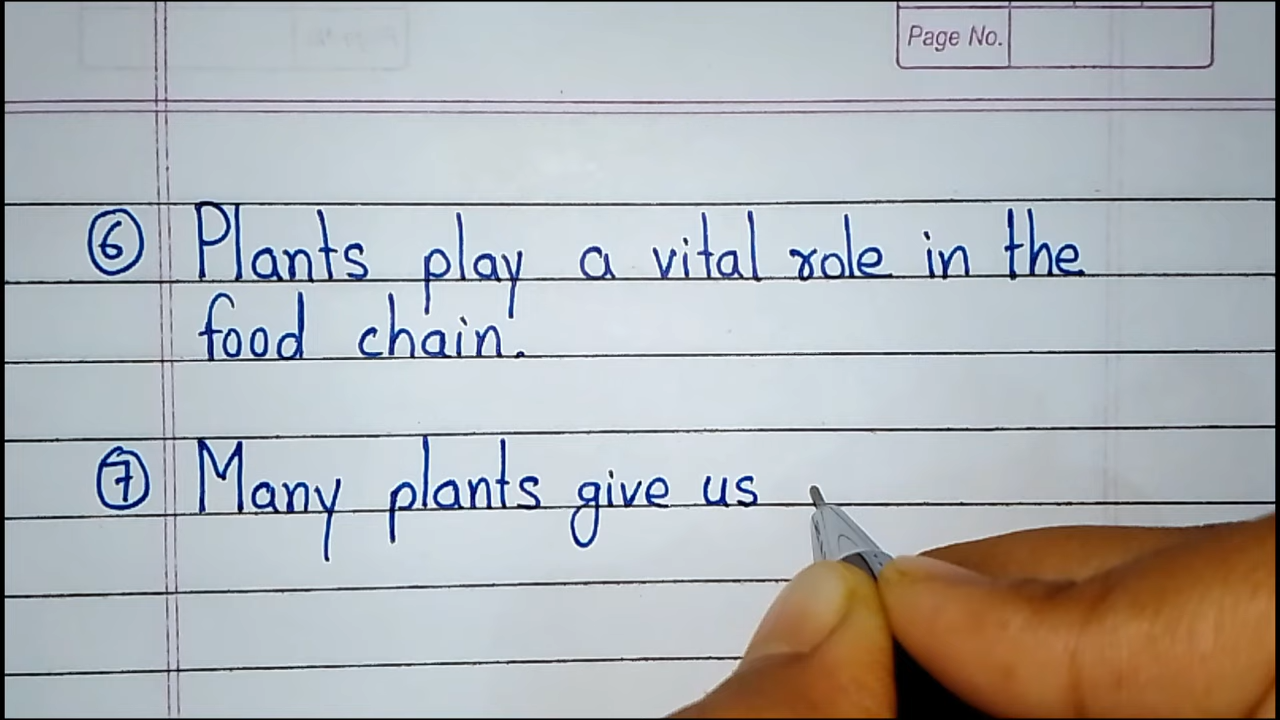 Page No.
⑥ Plants play a vital role in the
food chain.
⑦ Many plants give us